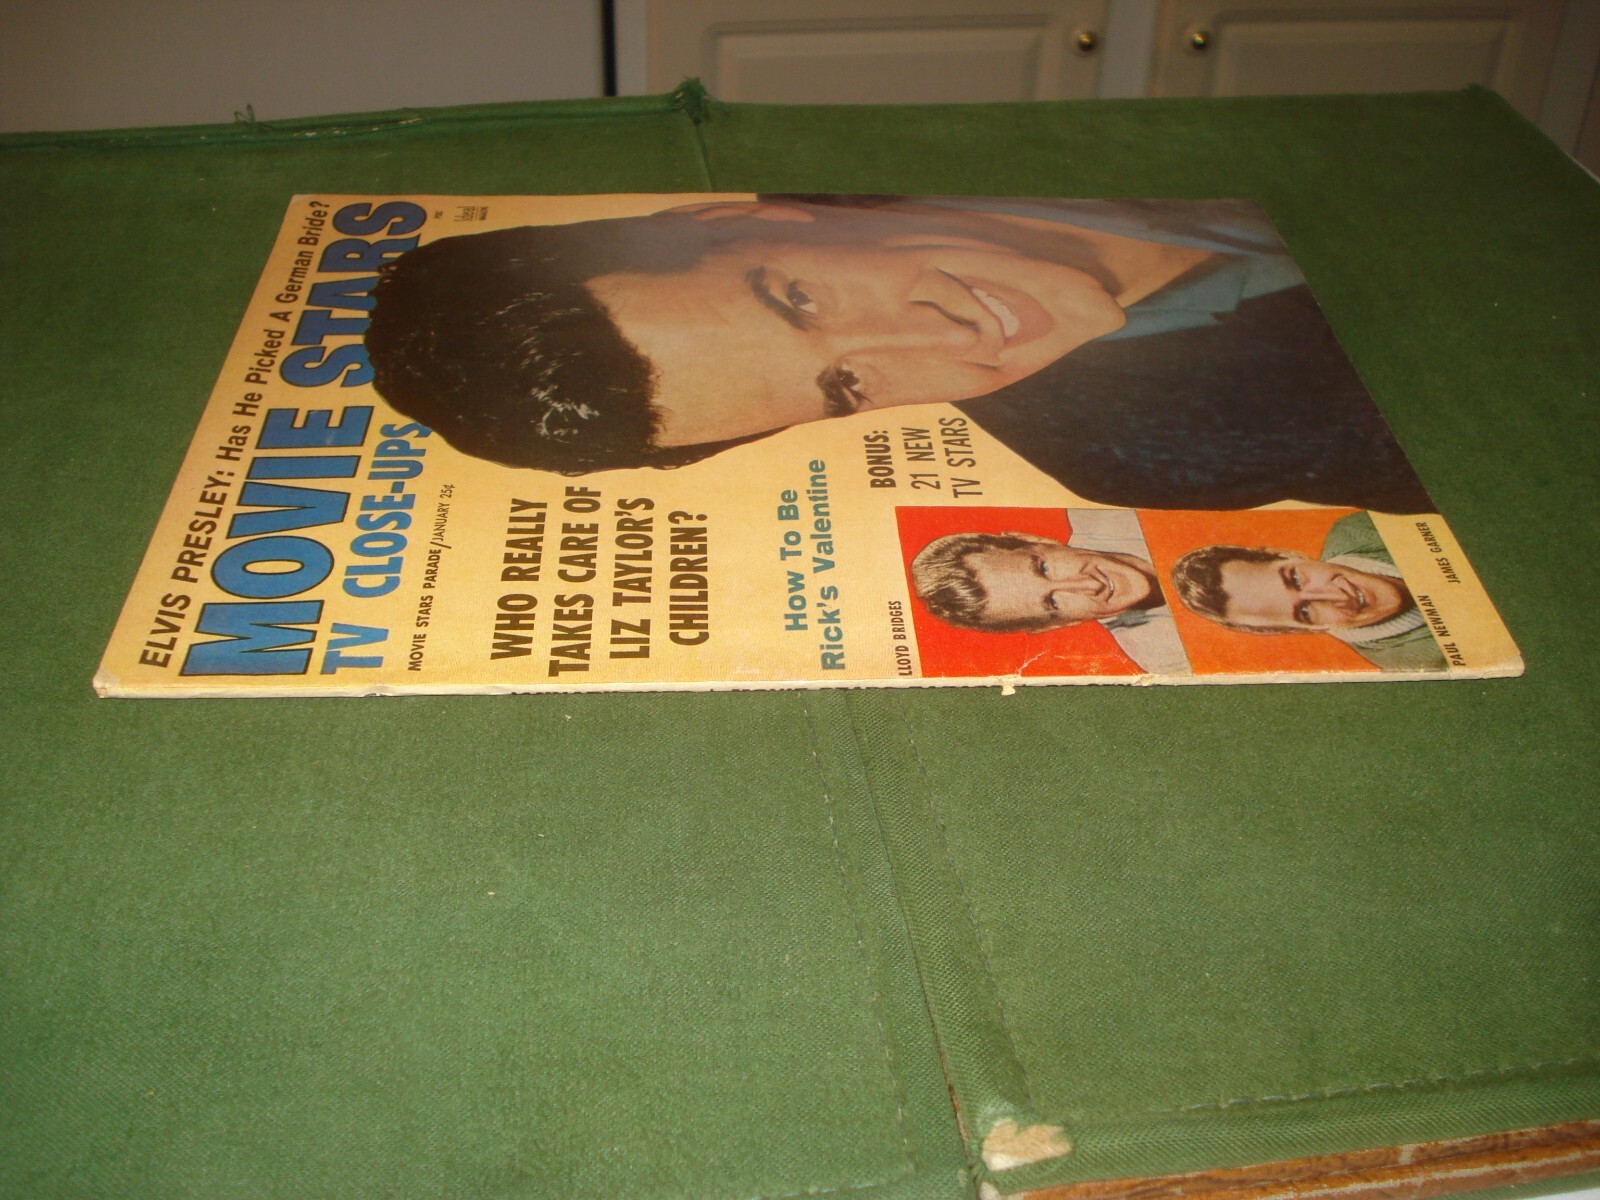 ELVIS PRESLEY: Has He Picked A German Bride?
MOVIE STARS
TV CLOSE-UPS
MOVIE STARS PARADE/JANUARY 25¢
PDC
Ideal
WHO REALLY
TAKES CARE OF
LIZ TAYLOR'S
CHILDREN?
How To Be
Rick's Valentine
BONUS:
21 NEW
TV STARS
LLOYD BRIDGES
PAUL NEWMAN
JAMES GARNER